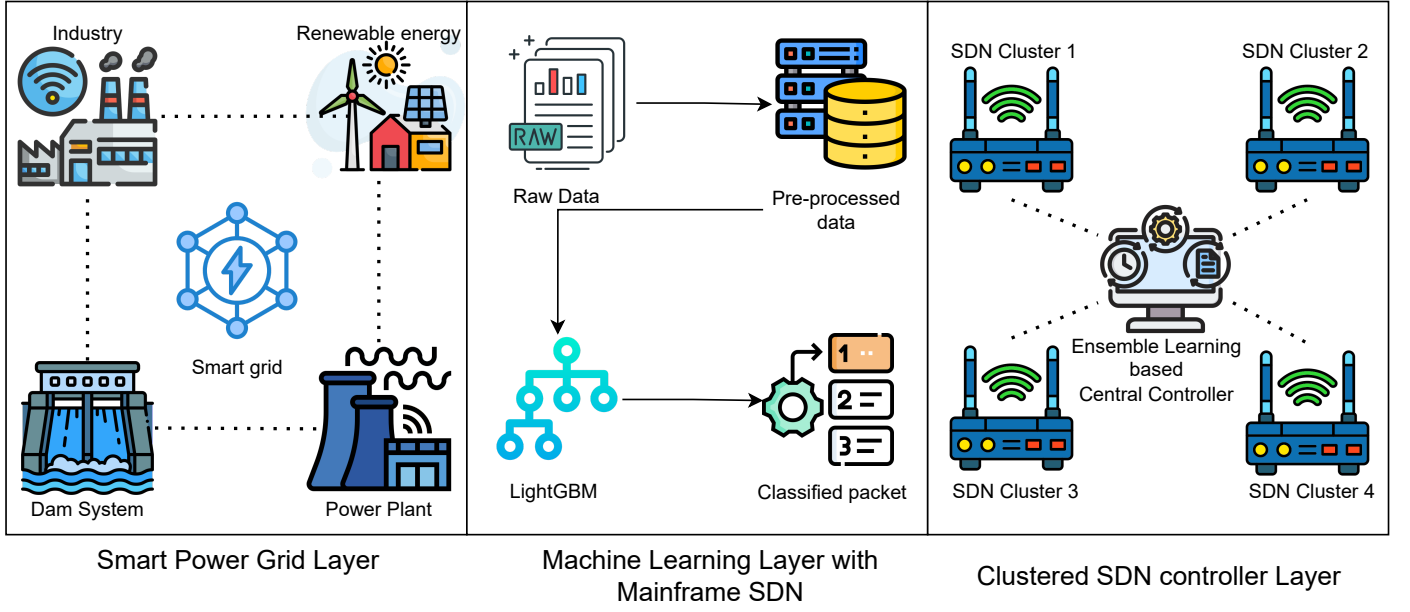 Industry
Renewable energy
Smart grid
Dam System
Power Plant
Smart Power Grid Layer
RAW
Raw Data
Pre-processed
data
LightGBM
1
2
3
Classified packet
Machine Learning Layer with
Mainframe SDN
SDN Cluster 1
SDN Cluster 2
Ensemble Learning
based
Central Controller
SDN Cluster 3
SDN Cluster 4
Clustered SDN controller Layer